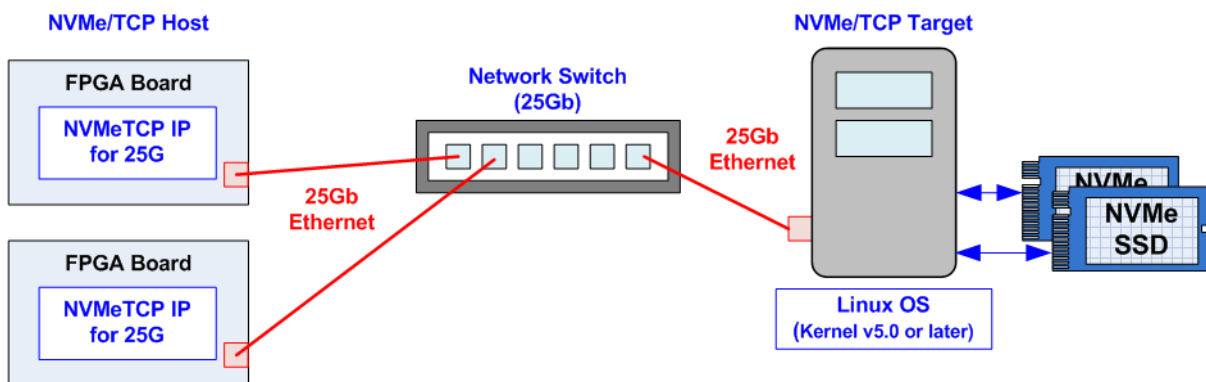 NVMe/TCP Host
FPGA Board
NVMeTCP IP
for 25G
25Gb
Ethernet
FPGA Board
NVMeTCP IP
for 25G
Network Switch
(25Gb)
25Gb
Ethernet
NVMe/TCP Target
Linux OS
(Kernel v5.0 or later)
NVMe
NVMe
SSD